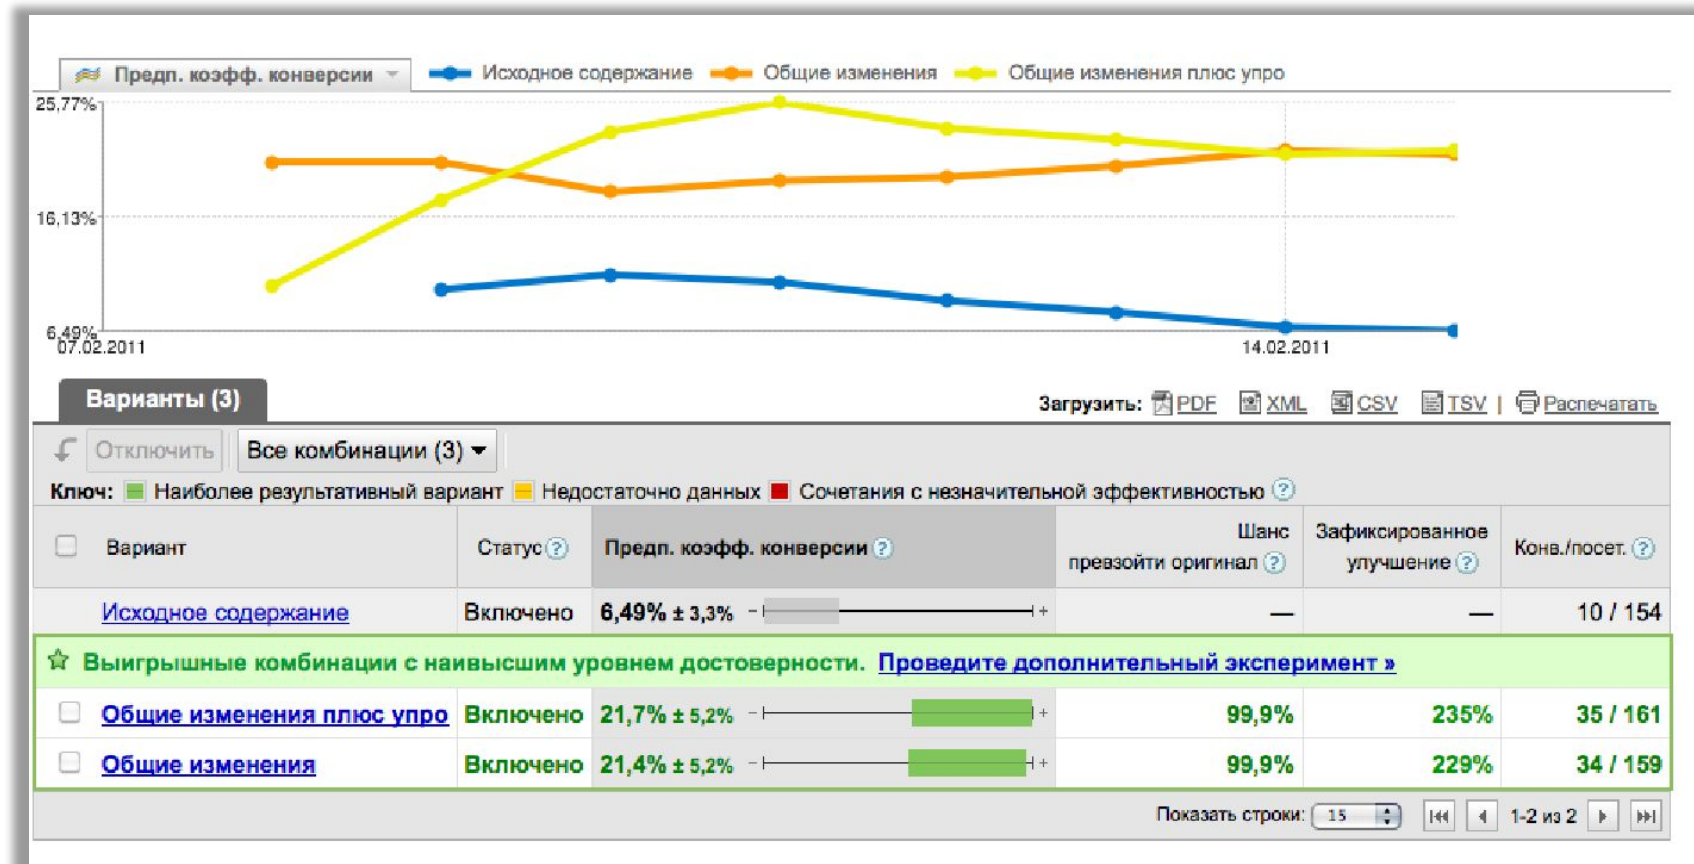 Предп. коэфф. конверсии Исходное содержание Общие изменения Общие изменения плюс упро
25,77%
16,13%
6,49%
07.02.2011 14.02.2011
Варианты (3) Загрузить: PDF XML CSV TSV | Распечатать
Отключить Все комбинации (3)
Ключ: Наиболее результативный вариант Недостаточно данных Сочетания с незначительной эффективностью ?
Вариант Статус ? Предп. коэфф. конверсии ? Шанс превзойти оригинал ? Зафиксированное улучшение ? Конв./посет. ?
Исходное содержание Включено 6,49% ± 3,3% – + — — 10 / 154
Выигрышные комбинации с наивысшим уровнем достоверности. Проведите дополнительный эксперимент »
Общие изменения плюс упро Включено 21,7% ± 5,2% – + 99,9% 235% 35 / 161
Общие изменения Включено 21,4% ± 5,2% – + 99,9% 229% 34 / 159
Показать строки: 15 1-2 из 2